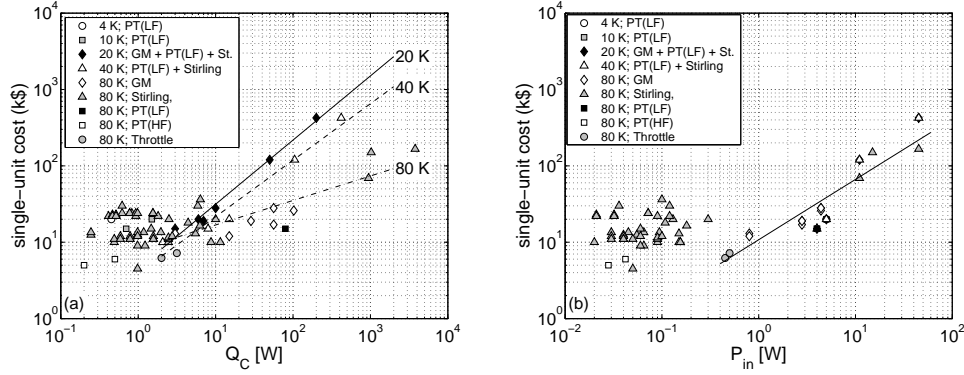 single−unit cost (k$)
10^3
10^2
10^1
10^0
4 K; PT(LF)
10 K; PT(LF)
20 K; GM + PT(LF) + St.
40 K; PT(LF) + Stirling
80 K; GM
80 K; Stirling,
80 K; PT(LF)
80 K; PT(HF)
80 K; Throttle
20 K
40 K
80 K
(a)
10^−1
10^0
10^1
10^2
10^3
10^4
Q_C [W]
single−unit cost (k$)
10^3
10^2
10^1
10^0
4 K; PT(LF)
10 K; PT(LF)
20 K; GM + PT(LF) + St.
40 K; PT(LF) + Stirling
80 K; GM
80 K; Stirling,
80 K; PT(LF)
80 K; PT(HF)
80 K; Throttle
(b)
10^−2
10^−1
10^0
10^1
10^2
P_in [W]